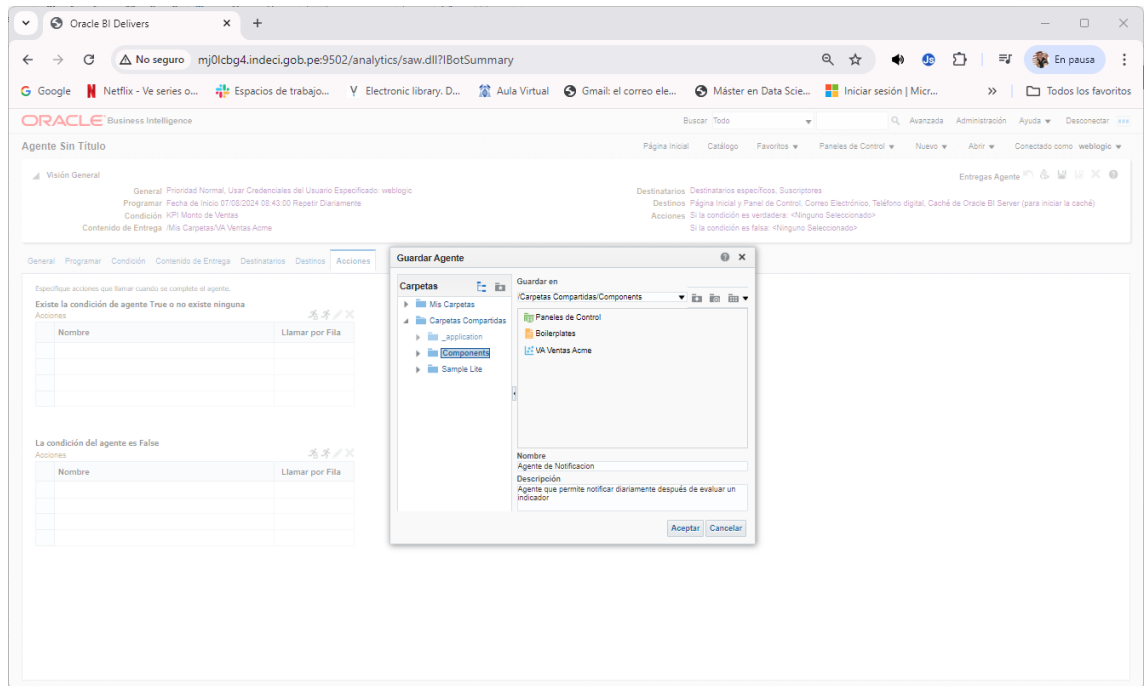 Oracle BI Delivers
No seguro mj0lcbg4.indeci.gob.pe:9502/analytics/saw.dll?IBotSummary
En pausa
Google Netflix - Ve series o... Espacios de trabajo... Electronic library. D... Aula Virtual Gmail: el correo ele... Máster en Data Scie... Iniciar sesión | Micr... » Todos los favoritos
ORACLE Business Intelligence
Buscar Todo Avanzada Administración Ayuda Desconectar
Agente Sin Título
Página Inicial Catálogo Favoritos Paneles de Control Nuevo Abrir Conectado como weblogic
Visión General
Entregas Agente
General Prioridad Normal, Usar Credenciales del Usuario Especificado: weblogic
Programar Fecha de Inicio 07/08/2024 08:43:00 Repetir Diariamente
Condición KPI Monto de Ventas
Contenido de Entrega /Mis Carpetas/VA Ventas Acme
Destinatarios Destinatarios específicos, Suscriptores
Destinos Página Inicial y Panel de Control, Correo Electrónico, Teléfono digital, Caché de Oracle BI Server (para iniciar la caché)
Acciones Si la condición es verdadera: <Ninguno Seleccionado>
Si la condición es falsa: <Ninguno Seleccionado>
General Programar Condición Contenido de Entrega Destinatarios Destinos Acciones
Especifique acciones que llamar cuando se complete el agente.
Existe la condición de agente True o no existe ninguna
Acciones
Nombre Llamar por Fila
La condición del agente es False
Acciones
Nombre Llamar por Fila
Guardar Agente
Carpetas
Mis Carpetas
Carpetas Compartidas
_application
Components
Sample Lite
Guardar en
/Carpetas Compartidas/Components
Paneles de Control
Boilerplates
VA Ventas Acme
Nombre
Agente de Notificacion
Descripción
Agente que permite notificar diariamente después de evaluar un
indicador
Aceptar Cancelar